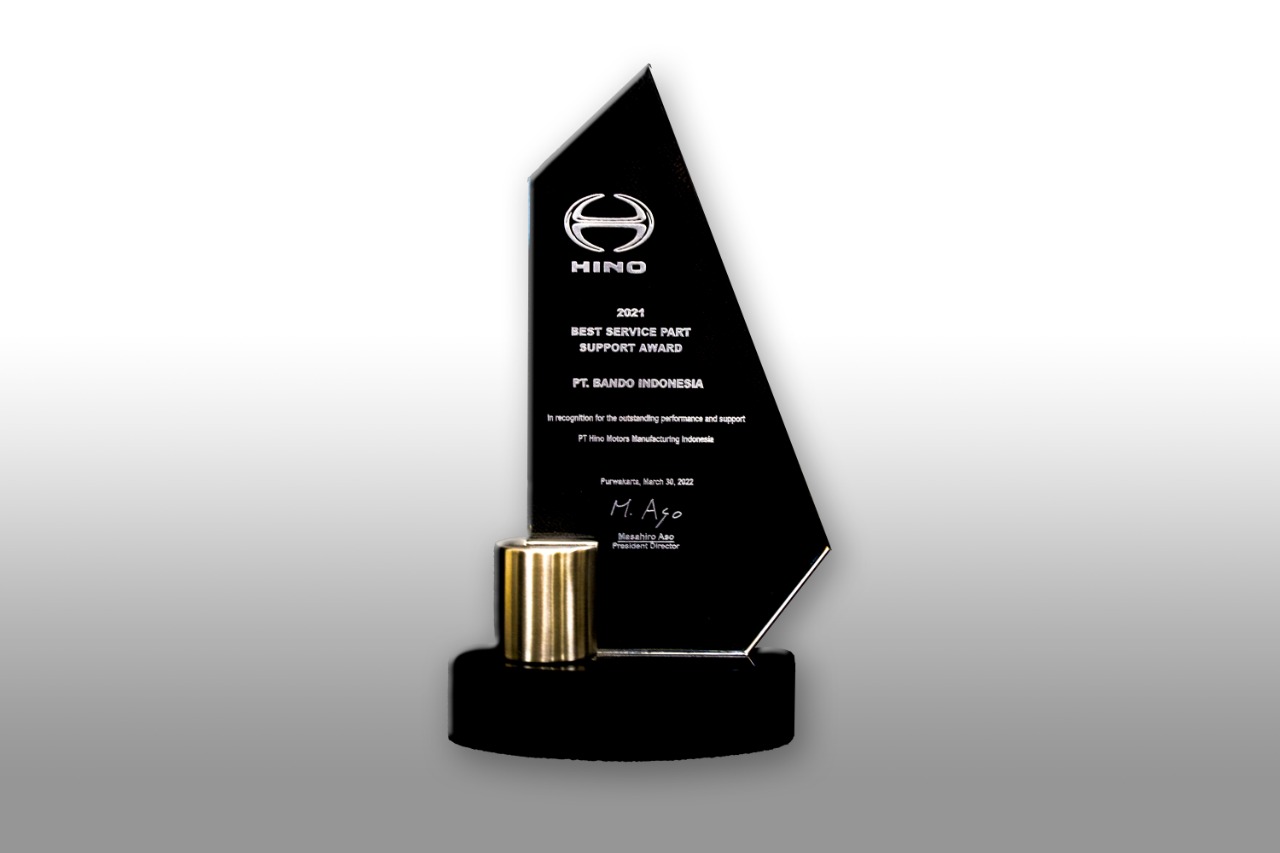 HINO
2021
BEST SERVICE PART
SUPPORT AWARD
PT. BANDO INDONESIA
In recognition for the outstanding performance and support
PT Hino Motors Manufacturing Indonesia
Purwakarta, March 30, 2022
M. Aso
Masahiro Aso
President Director